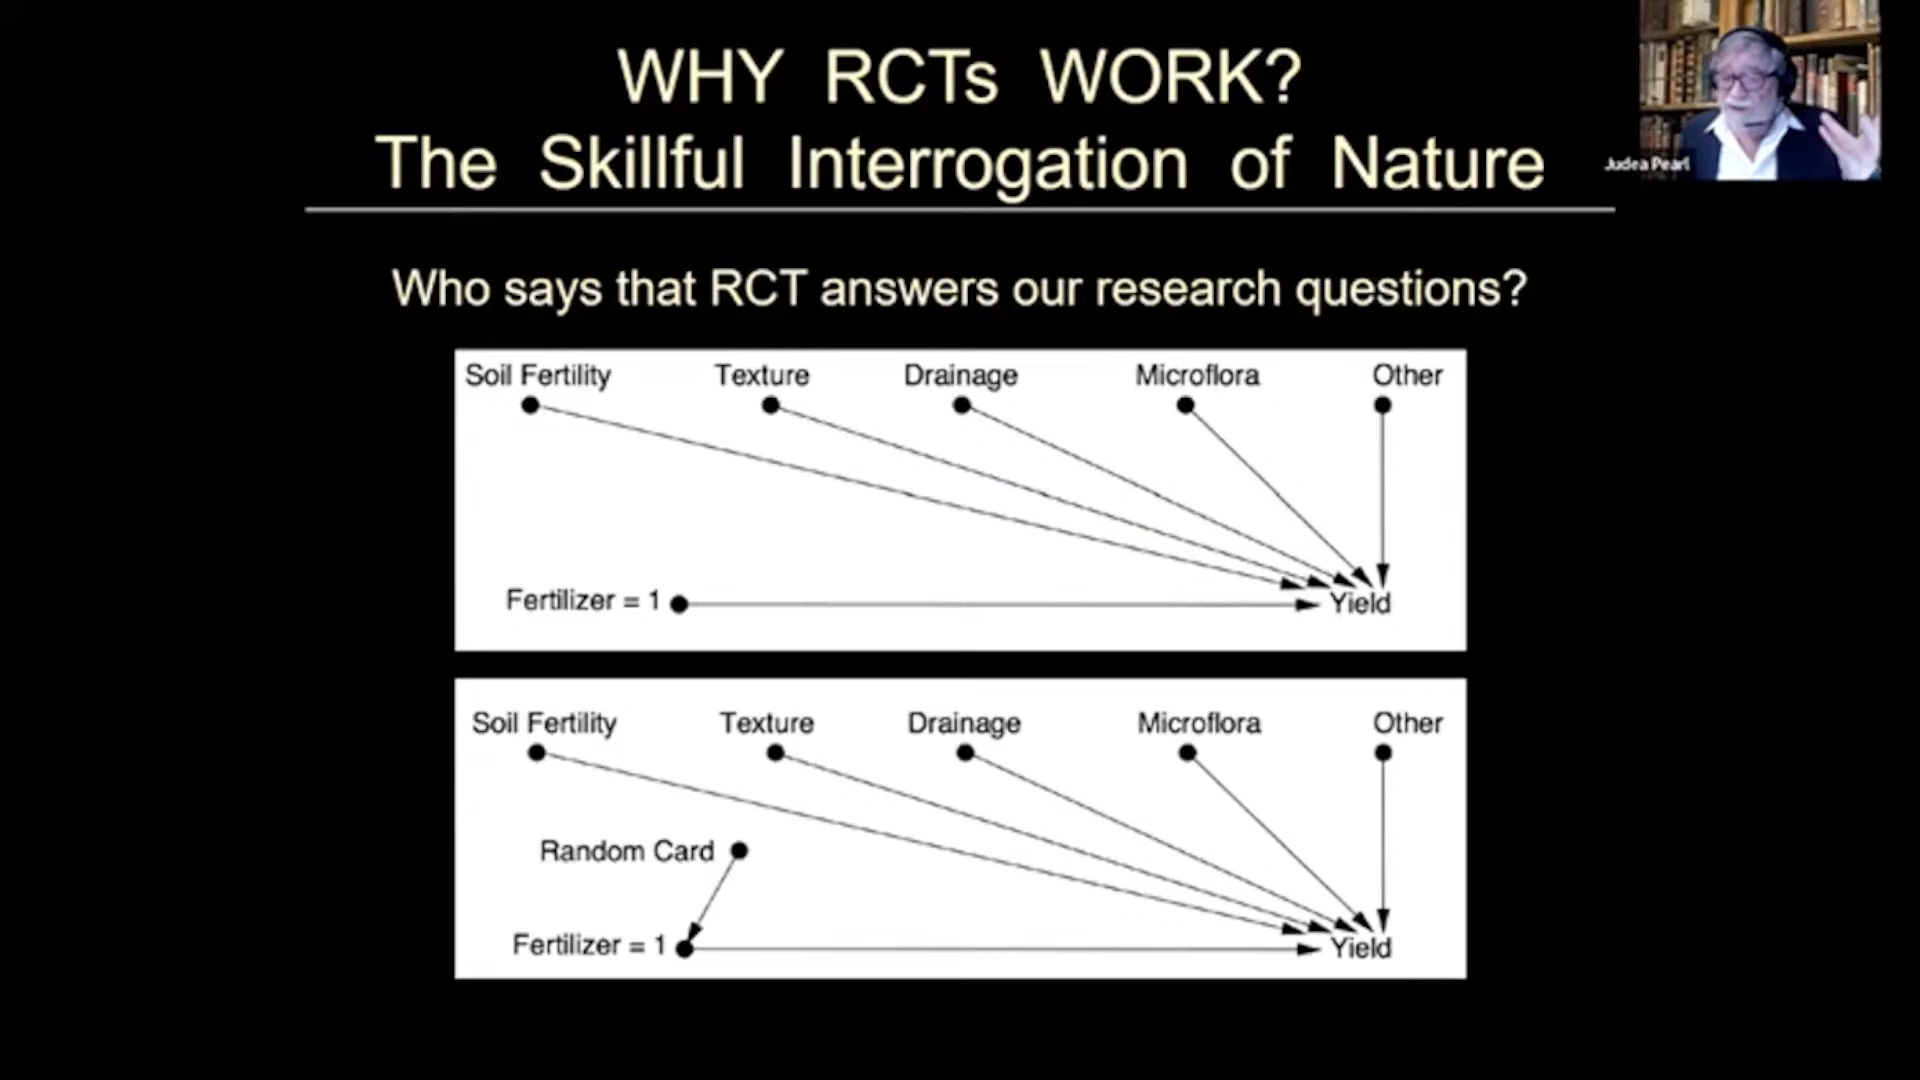 WHY RCTs WORK?
The Skillful Interrogation of Nature
Judea Pearl
Who says that RCT answers our research questions?
Soil Fertility Texture Drainage Microflora Other
Fertilizer = 1 Yield
Soil Fertility Texture Drainage Microflora Other
Random Card
Fertilizer = 1 Yield